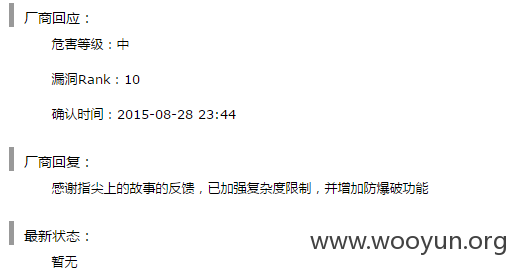 厂商回应：
危害等级：中
漏洞Rank：10
确认时间：2015-08-28 23:44
厂商回复：
感谢指尖上的故事的反馈，已加强复杂度限制，并增加防爆破功能
最新状态：
www.wooyun.org
暂无